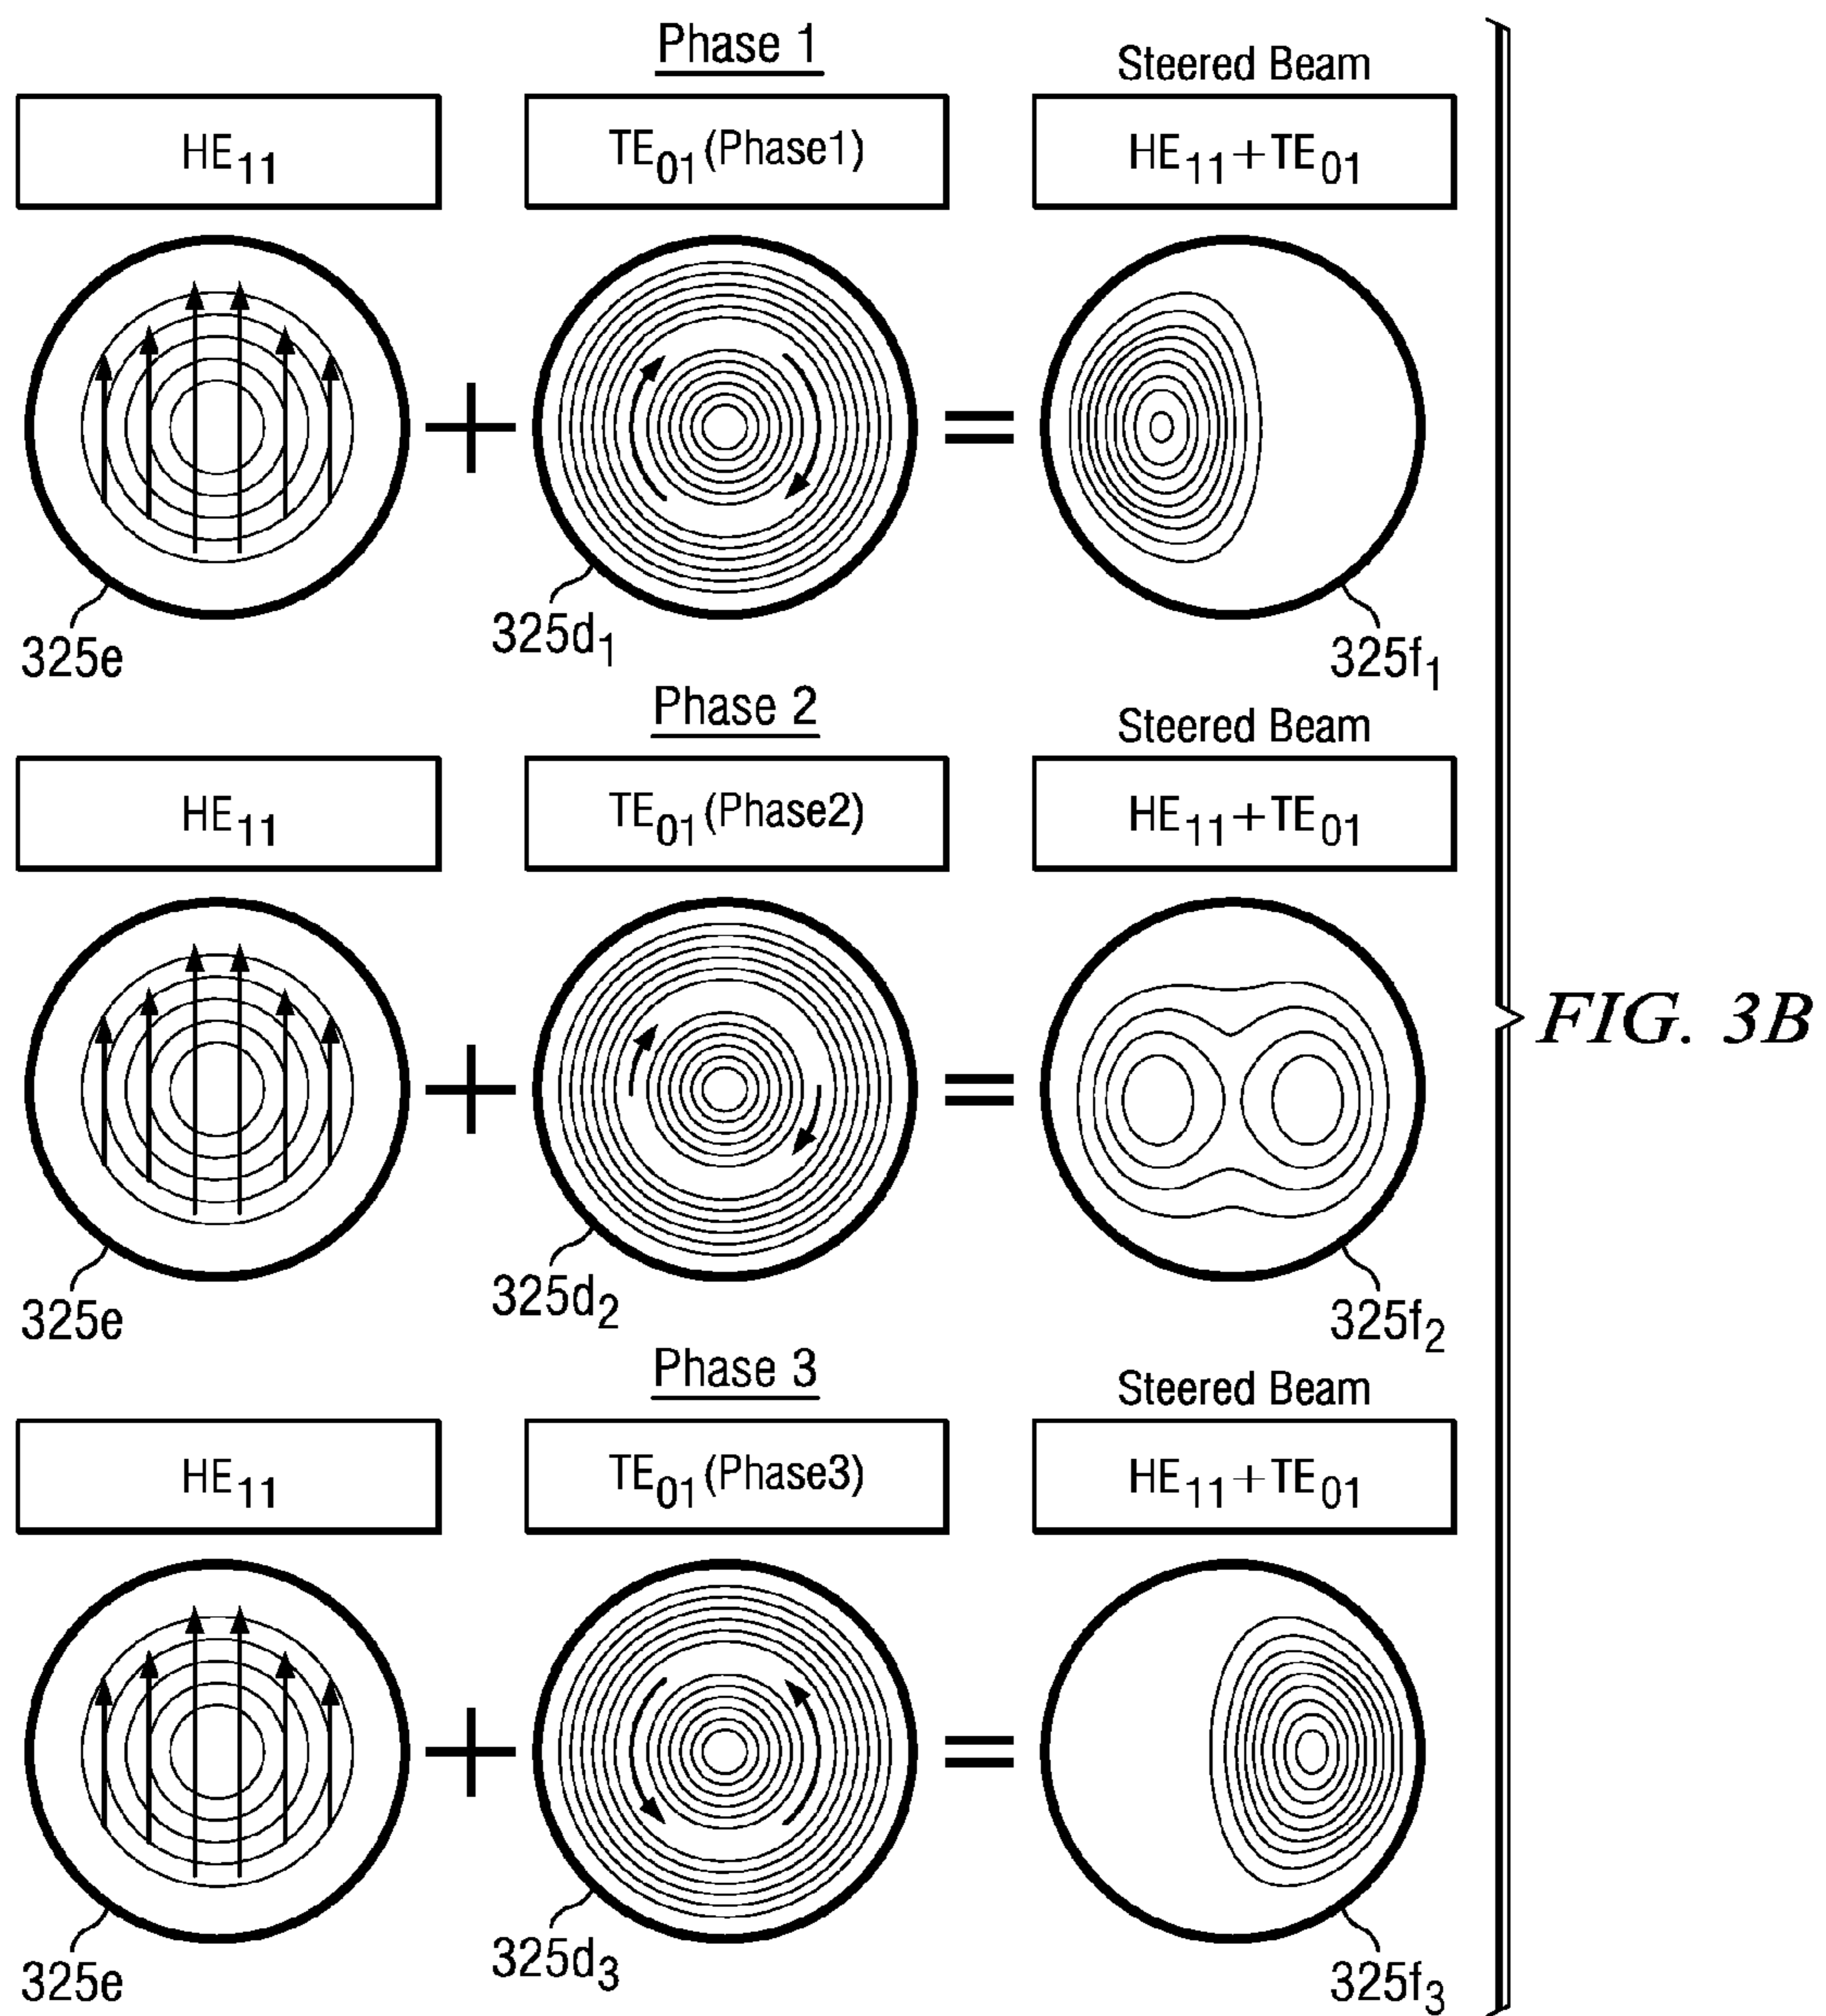 Phase 1
Steered Beam
HE11
TE01 (Phase1)
HE11+TE01
+
=
325e
325d1
325f1
Phase 2
Steered Beam
HE11
TE01 (Phase2)
HE11+TE01
+
=
325e
325d2
325f2
FIG. 3B
Phase 3
Steered Beam
HE11
TE01 (Phase3)
HE11+TE01
+
=
325e
325d3
325f3